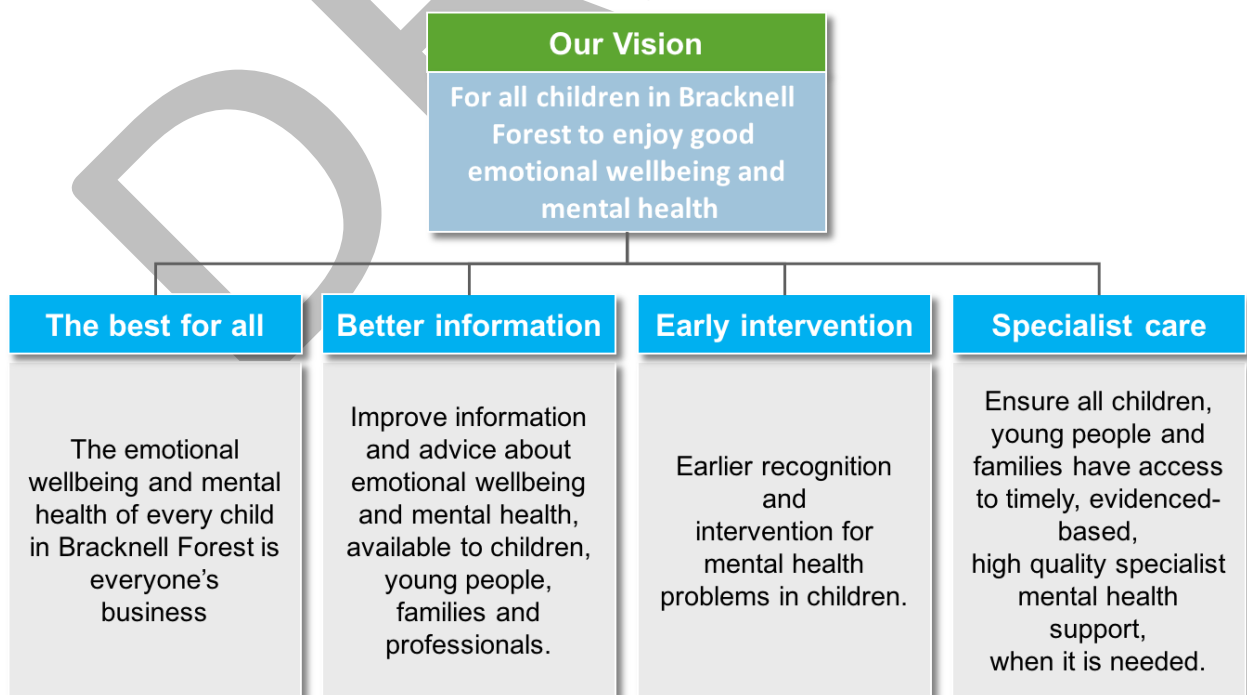 Our Vision
For all children in Bracknell
Forest to enjoy good
emotional wellbeing and
mental health
The best for all
The emotional
wellbeing and mental
health of every child
in Bracknell Forest is
everyone’s
business
Better information
Improve information
and advice about
emotional wellbeing
and mental health,
available to children,
young people,
families and
professionals.
Early intervention
Earlier recognition
and
intervention for
mental health
problems in children.
Specialist care
Ensure all children,
young people and
families have access
to timely, evidenced-
based,
high quality specialist
mental health
support,
when it is needed.